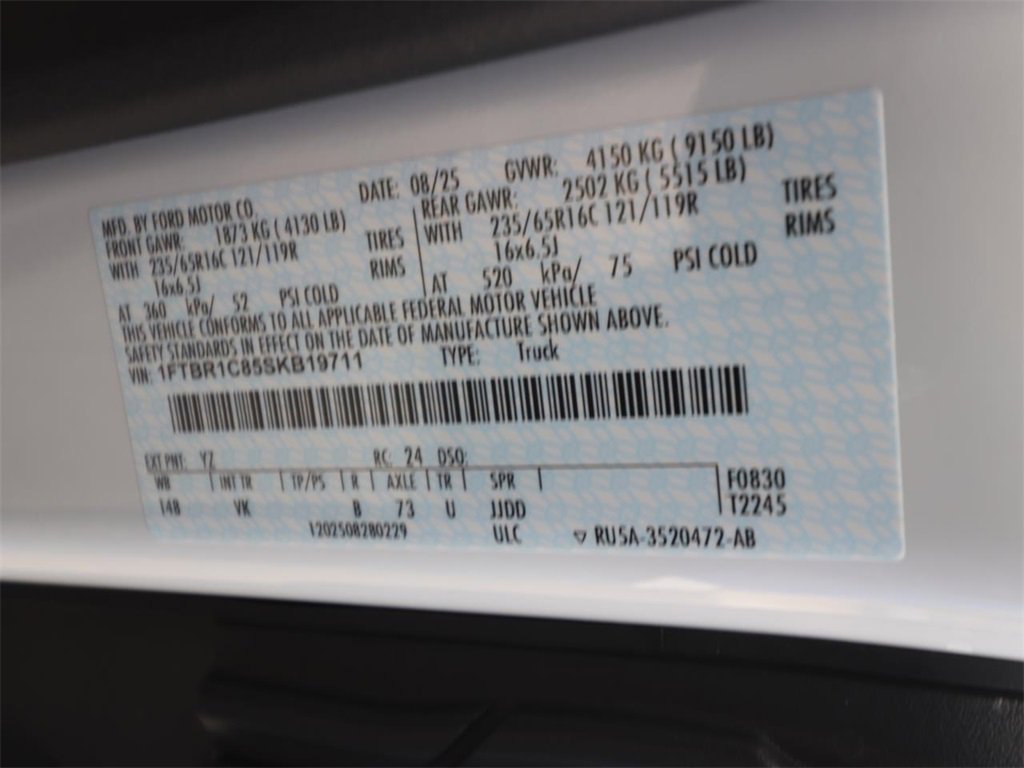 MFD. BY FORD MOTOR CO. DATE: 08/25 GVWR: 4150 KG ( 9150 LB)
FRONT GAWR: 1873 KG ( 4130 LB) REAR GAWR: 2502 KG ( 5515 LB)
WITH 235/65R16C 121/119R TIRES WITH 235/65R16C 121/119R TIRES
16x6.5J RIMS 16x6.5J RIMS
AT 360 kPa/ 52 PSI COLD AT 520 kPa/ 75 PSI COLD
THIS VEHICLE CONFORMS TO ALL APPLICABLE FEDERAL MOTOR VEHICLE
SAFETY STANDARDS IN EFFECT ON THE DATE OF MANUFACTURE SHOWN ABOVE.
VIN: 1FTBR1C85SKB19711 TYPE: Truck
EXT PNT: YZ RC: 24 DSO:
WB INT TR TP/PS R AXLE TR SPR F0830
148 VK B 73 U JJDD T2245
1202508280229 ULC ▽ RU5A-3520472-AB